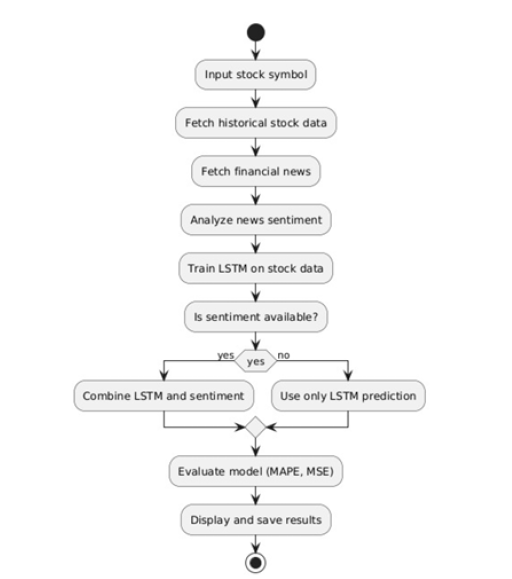 Input stock symbol
Fetch historical stock data
Fetch financial news
Analyze news sentiment
Train LSTM on stock data
Is sentiment available?
yes yes no
Combine LSTM and sentiment Use only LSTM prediction
Evaluate model (MAPE, MSE)
Display and save results